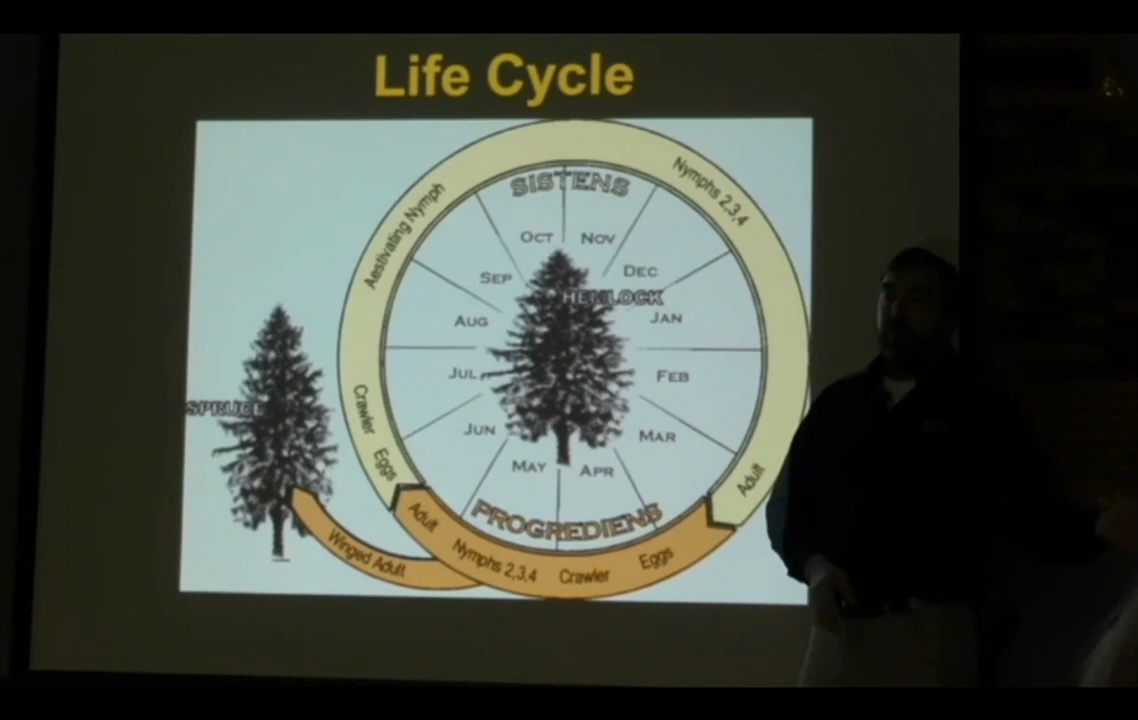 Life Cycle
SISTENS
Nymphs 2,3,4
Aestivating Nymph
OCT
NOV
SEP
DEC
HEMLOCK
AUG
JAN
JUL
FEB
SPRUCE
Crawler
JUN
MAR
Eggs
MAY
APR
Adult
PROGREDIENS
Adult
Nymphs 2,3,4
Crawler
Eggs
Winged Adult